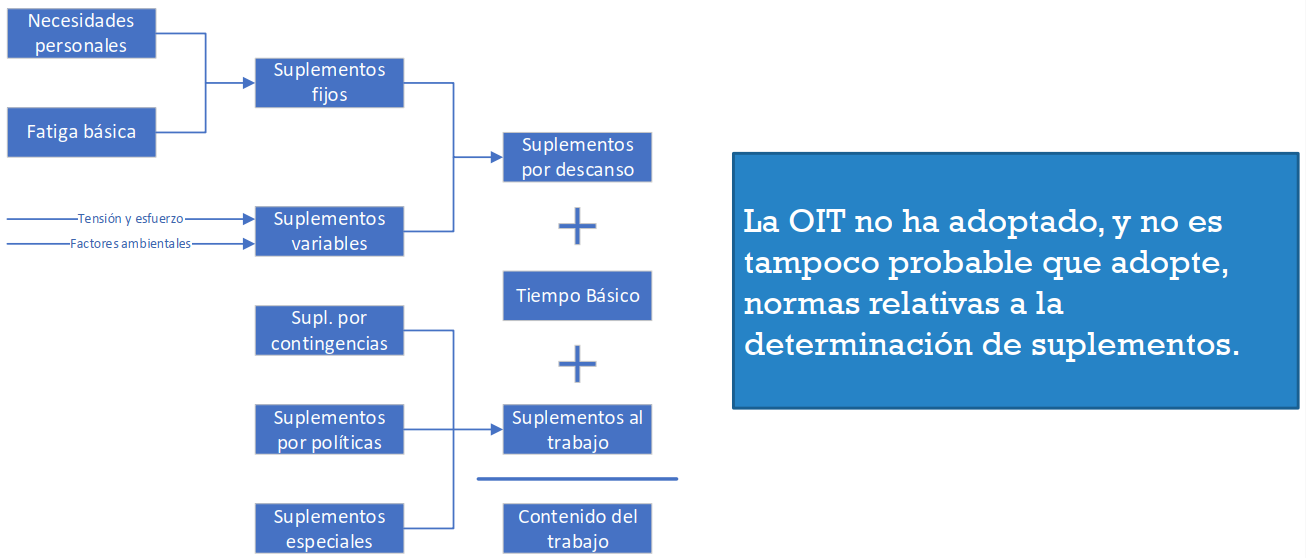 Necesidades
personales
Fatiga básica
Tensión y esfuerzo
Factores ambientales
Suplementos
fijos
Suplementos
variables
Supl. por
contingencias
Suplementos
por políticas
Suplementos
especiales
Suplementos
por descanso
+
Tiempo Básico
+
Suplementos al
trabajo
Contenido del
trabajo
La OIT no ha adoptado, y no es
tampoco probable que adopte,
normas relativas a la
determinación de suplementos.